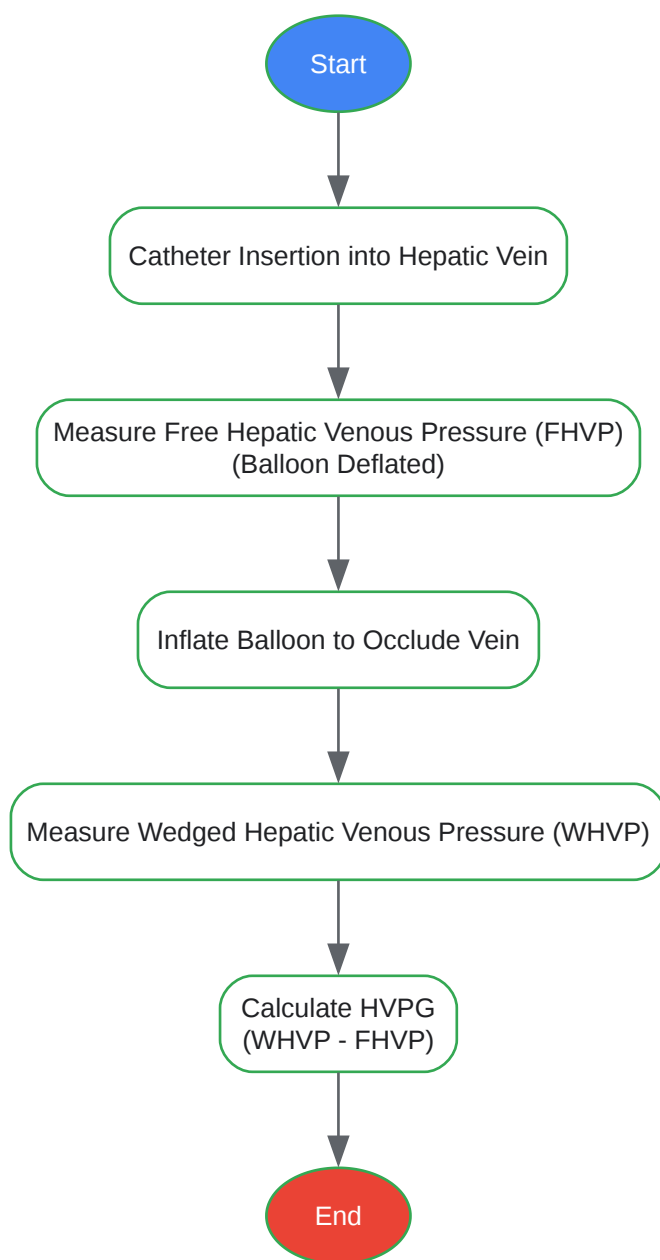 Start
Catheter Insertion into Hepatic Vein
Measure Free Hepatic Venous Pressure (FHVP)
(Balloon Deflated)
Inflate Balloon to Occlude Vein
Measure Wedged Hepatic Venous Pressure (WHVP)
Calculate HVPG
(WHVP - FHVP)
End